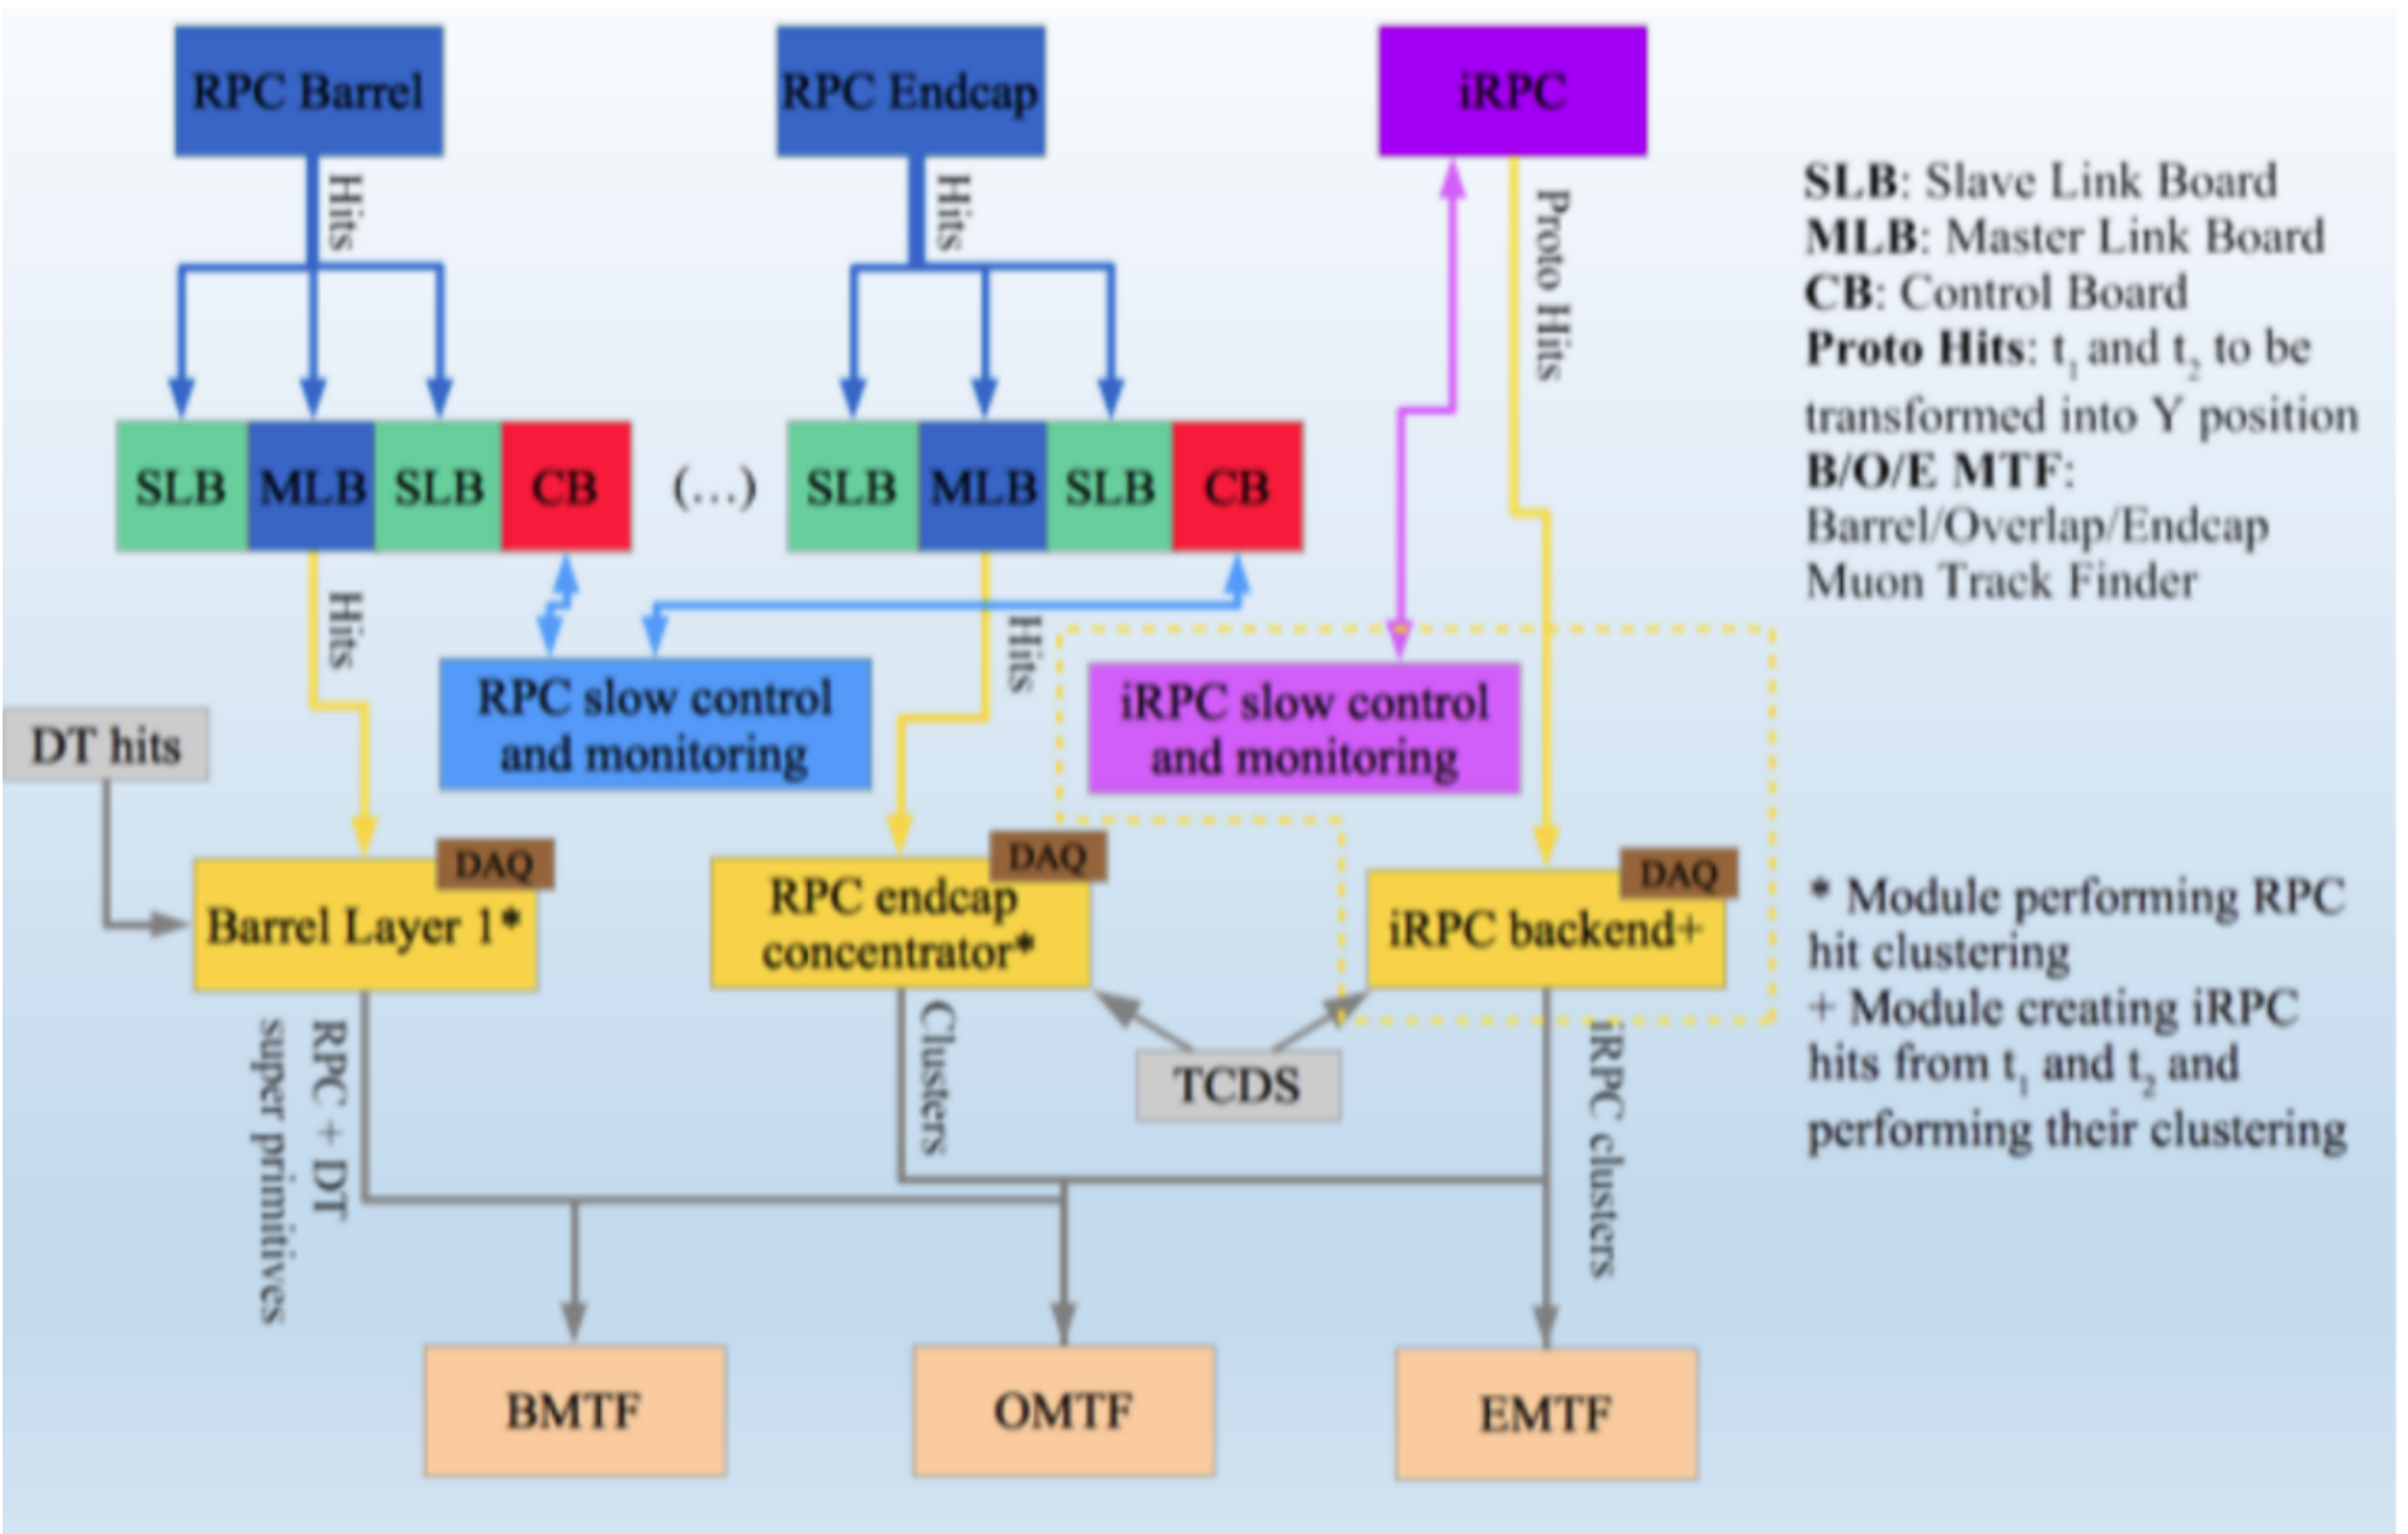 RPC Barrel
RPC Endcap
iRPC
Hits
Hits
Proto Hits
SLB: Slave Link Board
MLB: Master Link Board
CB: Control Board
Proto Hits: t₁ and t₂ to be
transformed into Y position
B/O/E MTF:
Barrel/Overlap/Endcap
Muon Track Finder
SLB MLB SLB CB
(...)
SLB MLB SLB CB
Hits
Hits
RPC slow control
and monitoring
iRPC slow control
and monitoring
DT hits
DAQ
Barrel Layer 1*
DAQ
RPC endcap
concentrator*
DAQ
iRPC backend+
* Module performing RPC
hit clustering
+ Module creating iRPC
hits from t₁ and t₂ and
performing their clustering
TCDS
RPC + DT
super primitives
Clusters
iRPC clusters
BMTF
OMTF
EMTF